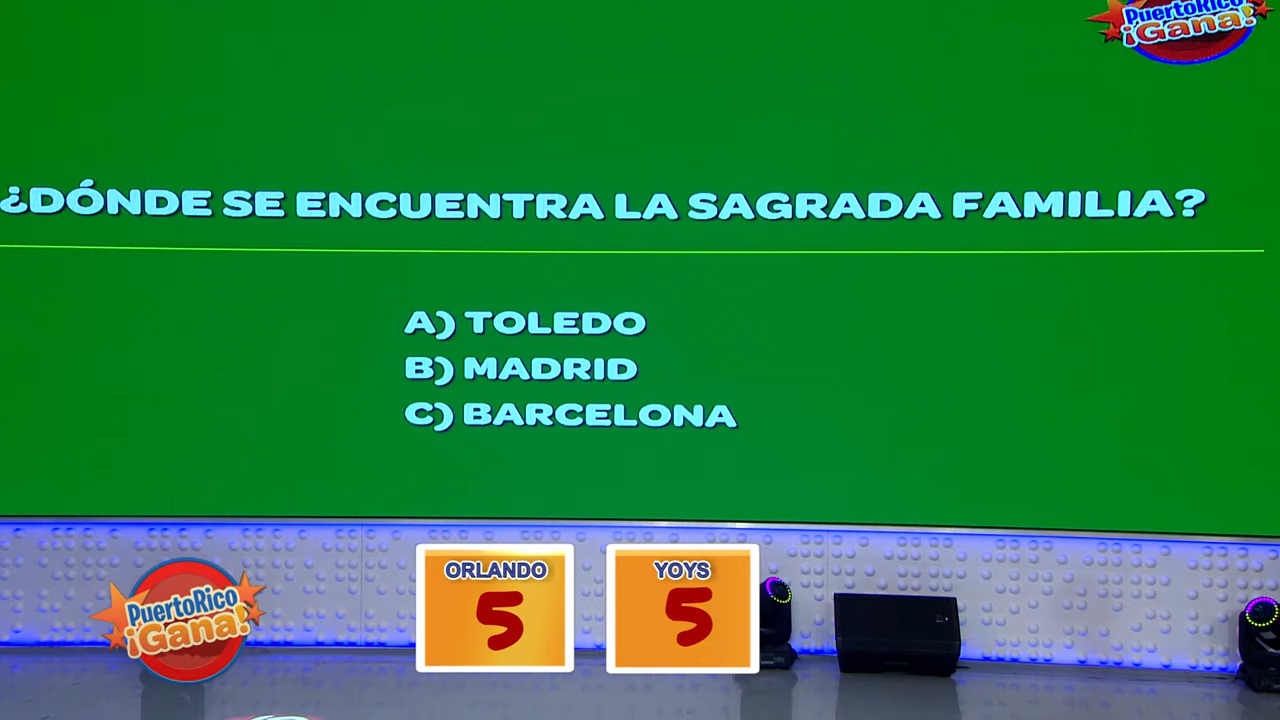 PuertoRico
¡Gana!
¿DÓNDE SE ENCUENTRA LA SAGRADA FAMILIA?
A) TOLEDO
B) MADRID
C) BARCELONA
ORLANDO
5
YOYS
5
PuertoRico
¡Gana!